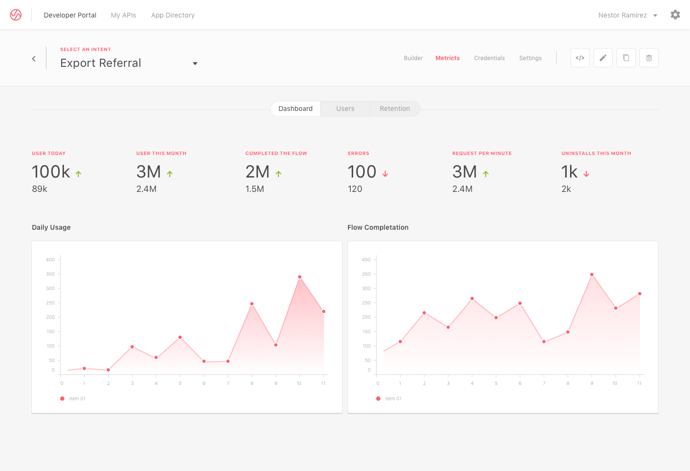 Developer Portal My APIs App Directory Nestor Ramirez
SELECT AN INTENT
Export Referral
Builder Metricts Credentials Settings
</>
Dashboard Users Retention
USER TODAY USER THIS MONTH COMPLETED THE FLOW ERRORS REQUEST PER MINUTE UNINSTALLS THIS MONTH
100k 3M 2M 100 3M 1k
89k 2.4M 1.5M 120 2.4M 2k
Daily Usage Flow Completation
400 400
350 350
300 300
250 250
200 200
150 150
100 100
50 50
0 0
0 1 2 3 4 5 6 7 8 9 10 11 0 1 2 3 4 5 6 7 8 9 10 11
Item 01 Item 01